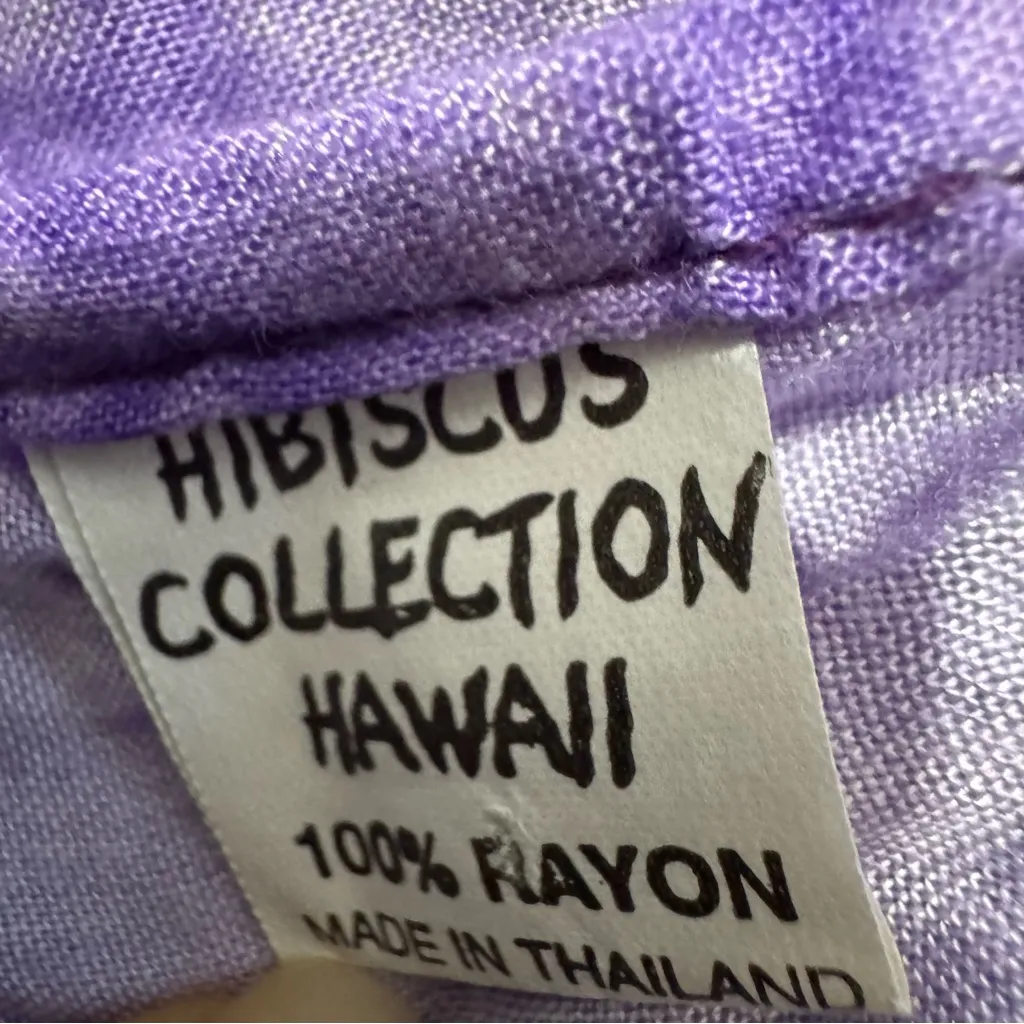 HIBISCUS
COLLECTION
HAWAII
100% RAYON
MADE IN THAILAND